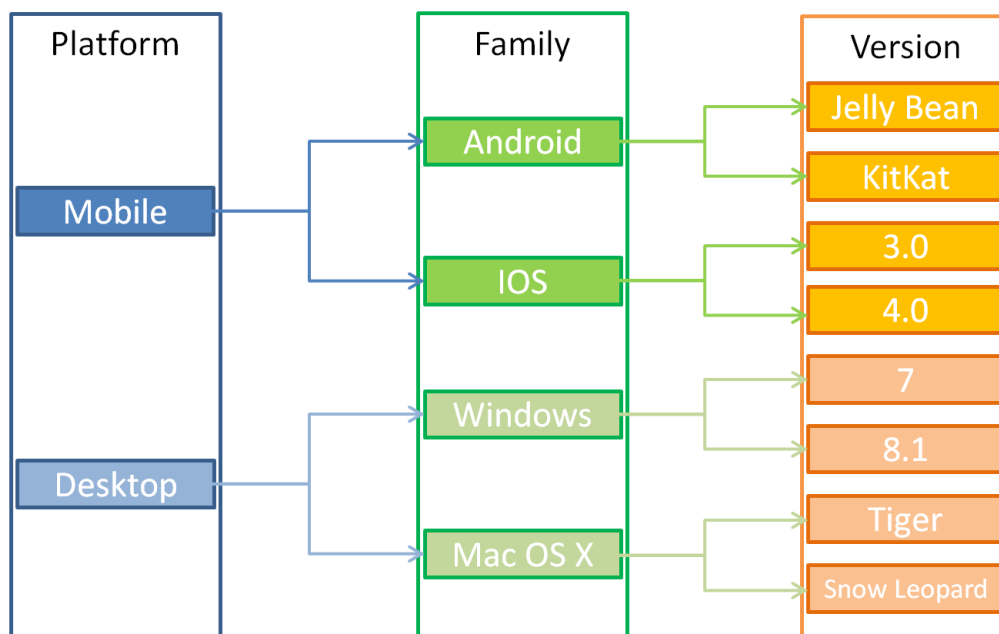 Platform
Family
Version
Mobile
Desktop
Android
IOS
Windows
Mac OS X
Jelly Bean
KitKat
3.0
4.0
7
8.1
Tiger
Snow Leopard